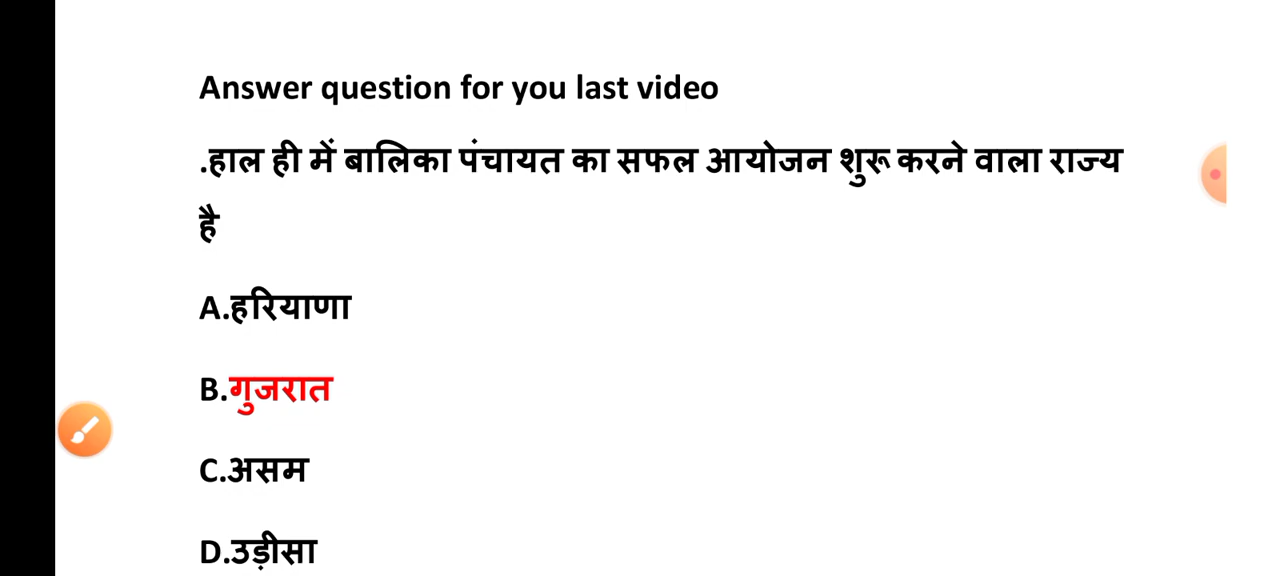 Answer question for you last video
.हाल ही में बालिका पंचायत का सफल आयोजन शुरू करने वाला राज्य
है
A.हरियाणा
B.गुजरात
C.असम
D.उड़ीसा